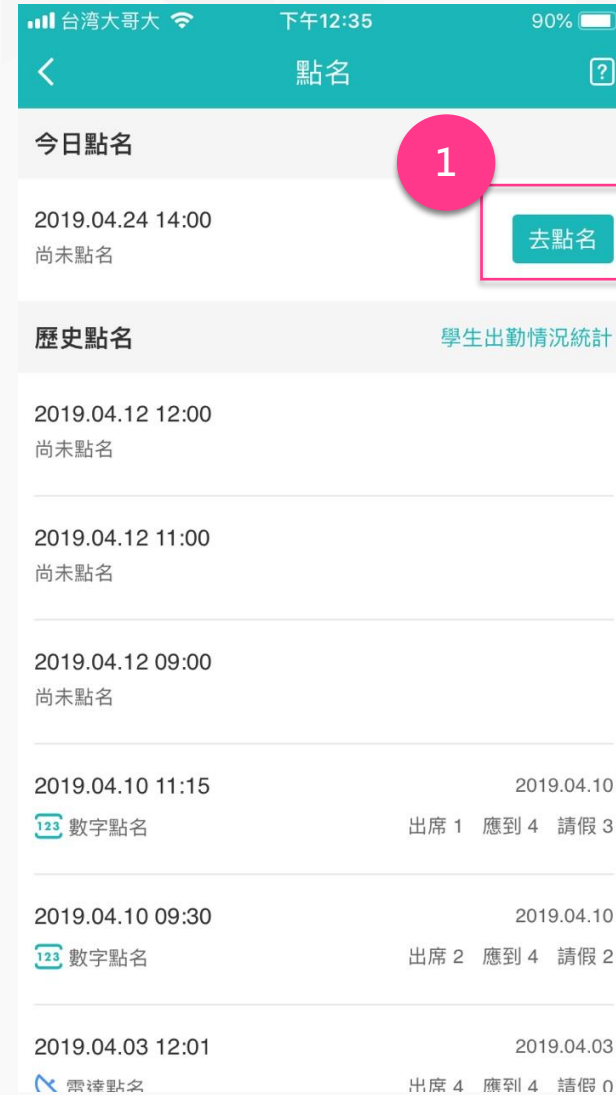 台湾大哥大 下午12:35 90%
點名 ?
今日點名
1
2019.04.24 14:00
尚未點名
去點名
歷史點名 學生出勤情況統計
2019.04.12 12:00
尚未點名
2019.04.12 11:00
尚未點名
2019.04.12 09:00
尚未點名
2019.04.10 11:15 2019.04.10
123 數字點名 出席 1 應到 4 請假 3
2019.04.10 09:30 2019.04.10
123 數字點名 出席 2 應到 4 請假 2
2019.04.03 12:01 2019.04.03
雷達點名 出席 4 應到 4 請假 0